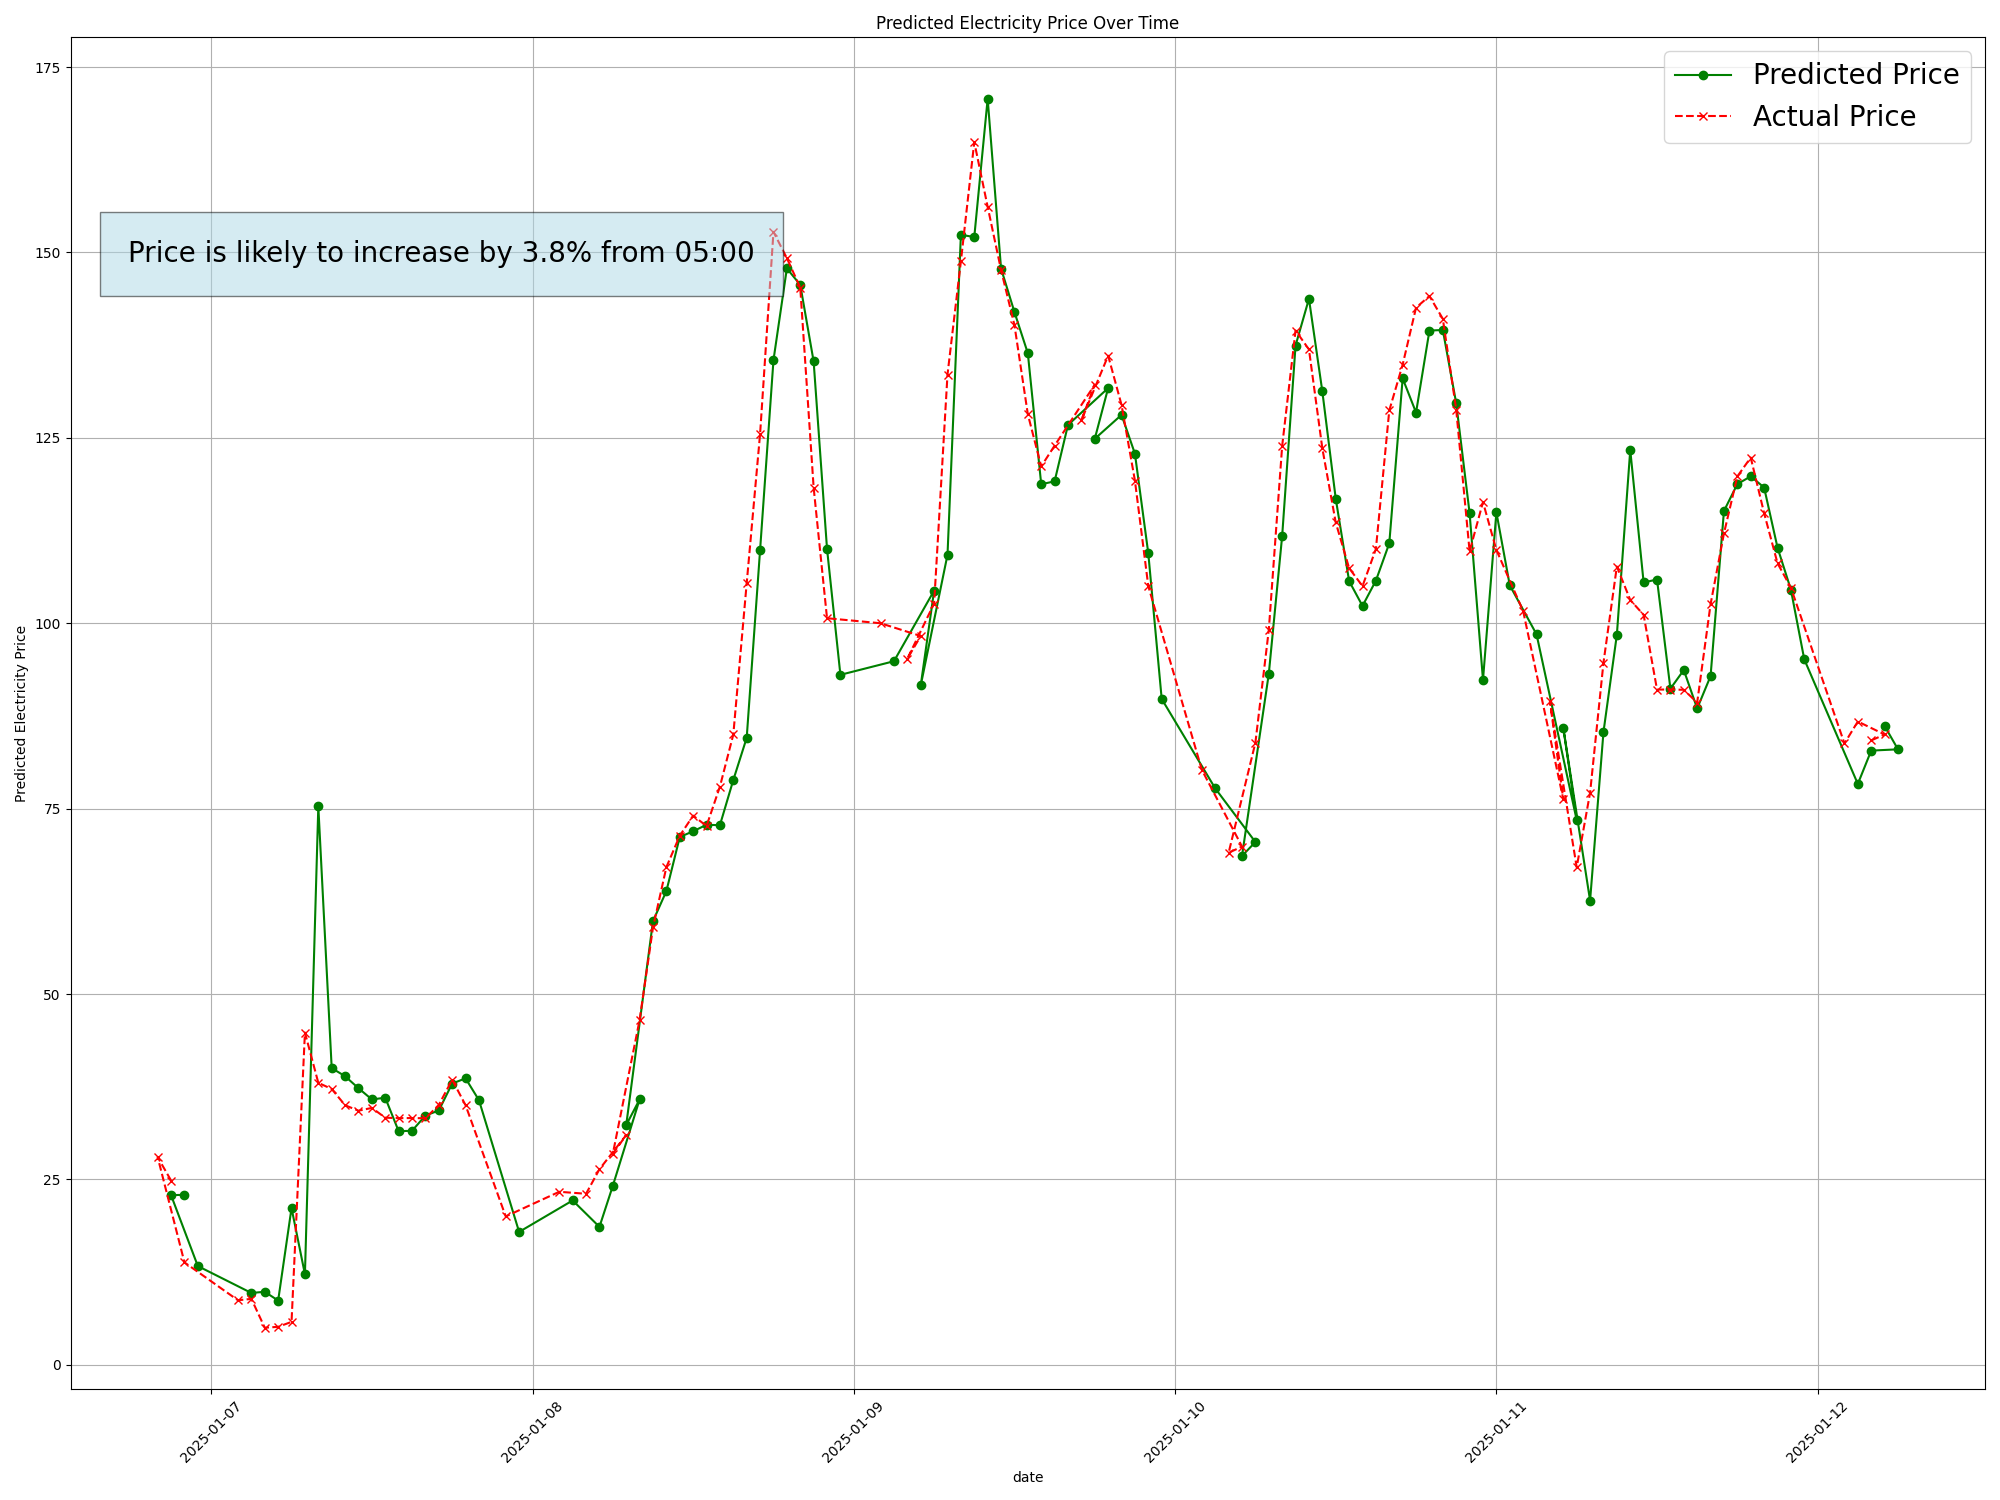 Predicted Electricity Price Over Time
Predicted Price
Actual Price
Price is likely to increase by 3.8% from 05:00
Predicted Electricity Price
175
150
125
100
75
50
25
0
2025-01-07
2025-01-08
2025-01-09
2025-01-10
2025-01-11
2025-01-12
date